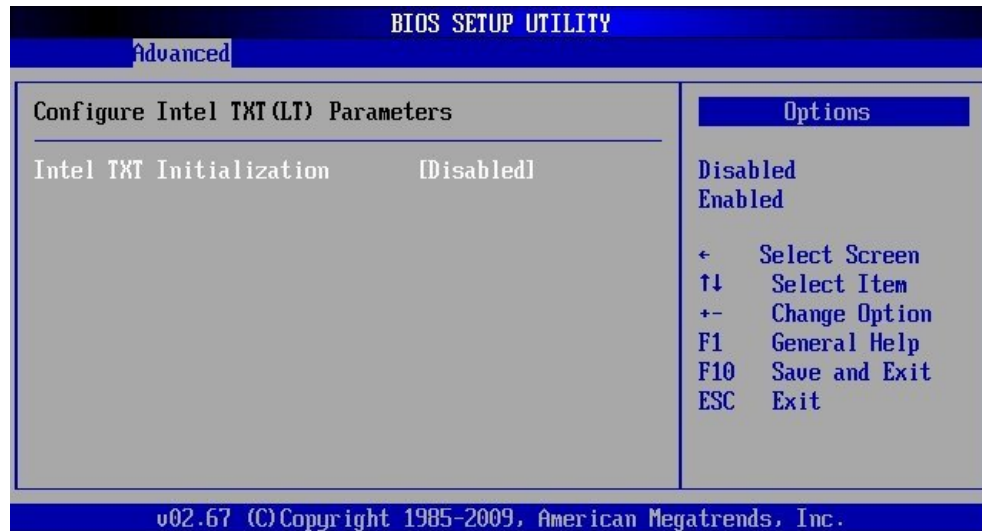 BIOS SETUP UTILITY
Advanced
Configure Intel TXT(LT) Parameters
Intel TXT Initialization [Disabled]
Options
Disabled
Enabled
← Select Screen
↑↓ Select Item
+- Change Option
F1 General Help
F10 Save and Exit
ESC Exit
v02.67 (C)Copyright 1985-2009, American Megatrends, Inc.